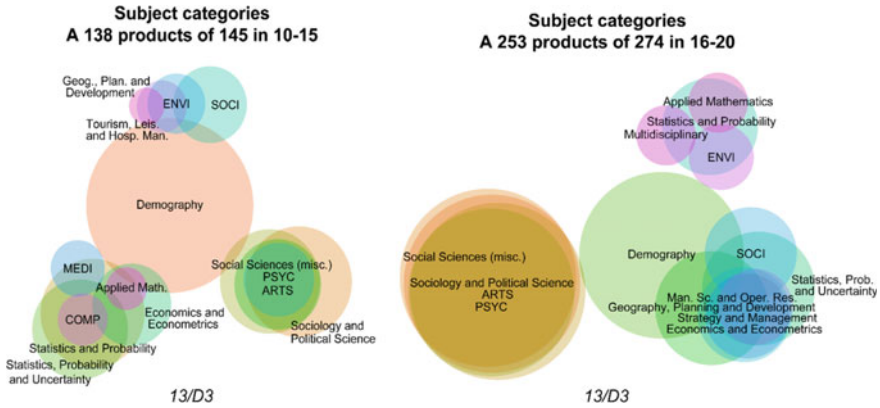 Subject categories
A 138 products of 145 in 10-15
Geog., Plan. and
Development
ENVI
SOCI
Tourism, Leis.
and Hosp. Man.
Demography
MEDI
Applied Math.
Social Sciences (misc.)
PSYC
ARTS
COMP
Economics and
Econometrics
Sociology and
Political Science
Statistics and Probability
Statistics, Probability
and Uncertainty
13/D3
Subject categories
A 253 products of 274 in 16-20
Applied Mathematics
Statistics and Probability
Multidisciplinary
ENVI
Demography
SOCI
Social Sciences (misc.)
Sociology and Political Science
ARTS
PSYC
Statistics, Prob.
and Uncertainty
Man. Sc. and Oper. Res.
Geography, Planning and Development
Strategy and Management
Economics and Econometrics
13/D3